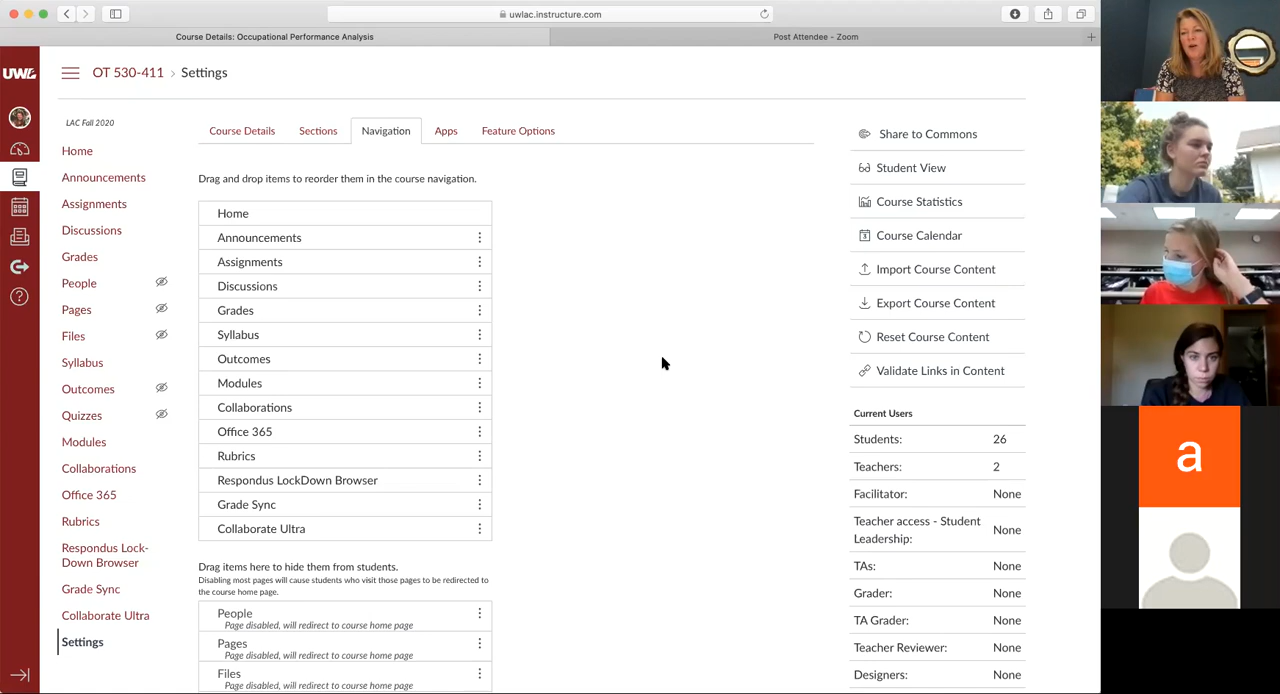 uwlac.instructure.com
Course Details: Occupational Performance Analysis
Post Attendee - Zoom
UWL
OT 530-411 › Settings
LAC Fall 2020
Home
Announcements
Assignments
Discussions
Grades
People
Pages
Files
Syllabus
Outcomes
Quizzes
Modules
Collaborations
Office 365
Rubrics
Respondus Lock-
Down Browser
Grade Sync
Collaborate Ultra
Settings
Course Details
Sections
Navigation
Apps
Feature Options
Drag and drop items to reorder them in the course navigation.
Home
Announcements
Assignments
Discussions
Grades
Syllabus
Outcomes
Modules
Collaborations
Office 365
Rubrics
Respondus LockDown Browser
Grade Sync
Collaborate Ultra
Drag items here to hide them from students.
Disabling most pages will cause students who visit those pages to be redirected to
the course home page.
People
Page disabled, will redirect to course home page
Pages
Page disabled, will redirect to course home page
Files
Page disabled, will redirect to course home page
Share to Commons
Student View
Course Statistics
Course Calendar
Import Course Content
Export Course Content
Reset Course Content
Validate Links in Content
Current Users
Students: 26
Teachers: 2
Facilitator: None
Teacher access - Student
Leadership: None
TAs: None
Grader: None
TA Grader: None
Teacher Reviewer: None
Designers: None
a